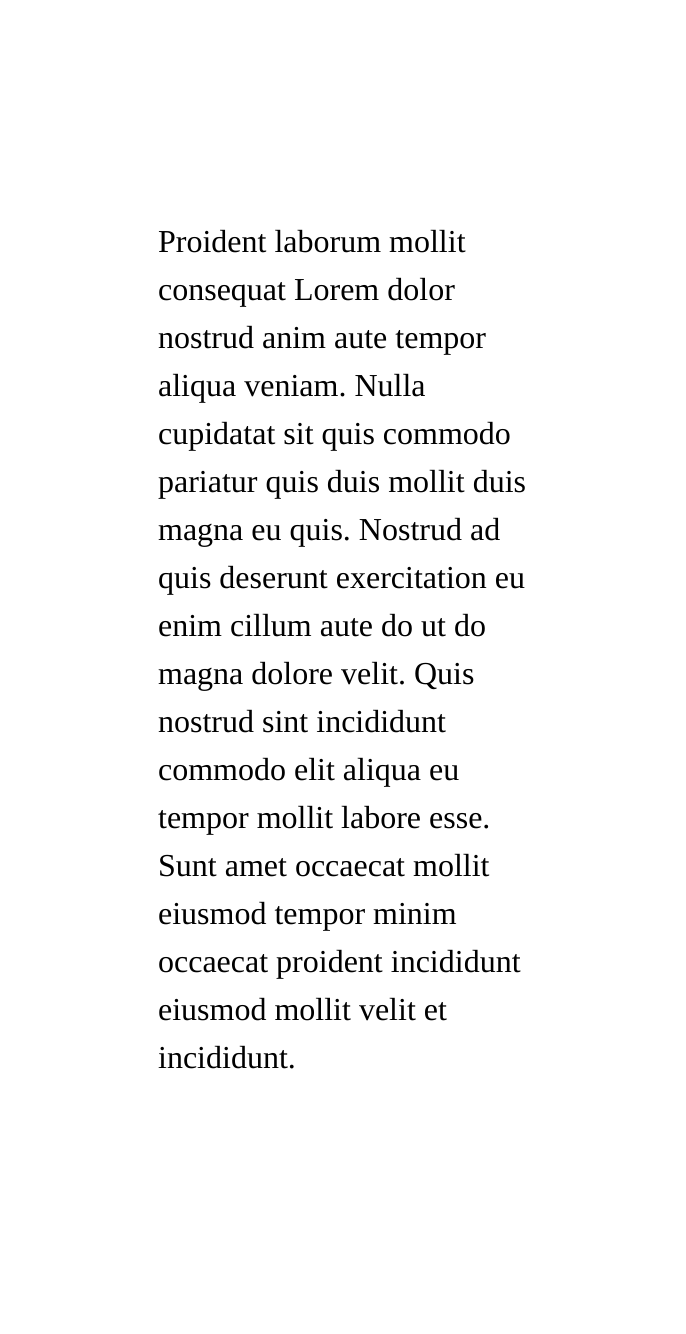 Proident laborum mollit
consequat Lorem dolor
nostrud anim aute tempor
aliqua veniam. Nulla
cupidatat sit quis commodo
pariatur quis duis mollit duis
magna eu quis. Nostrud ad
quis deserunt exercitation eu
enim cillum aute do ut do
magna dolore velit. Quis
nostrud sint incididunt
commodo elit aliqua eu
tempor mollit labore esse.
Sunt amet occaecat mollit
eiusmod tempor minim
occaecat proident incididunt
eiusmod mollit velit et
incididunt.